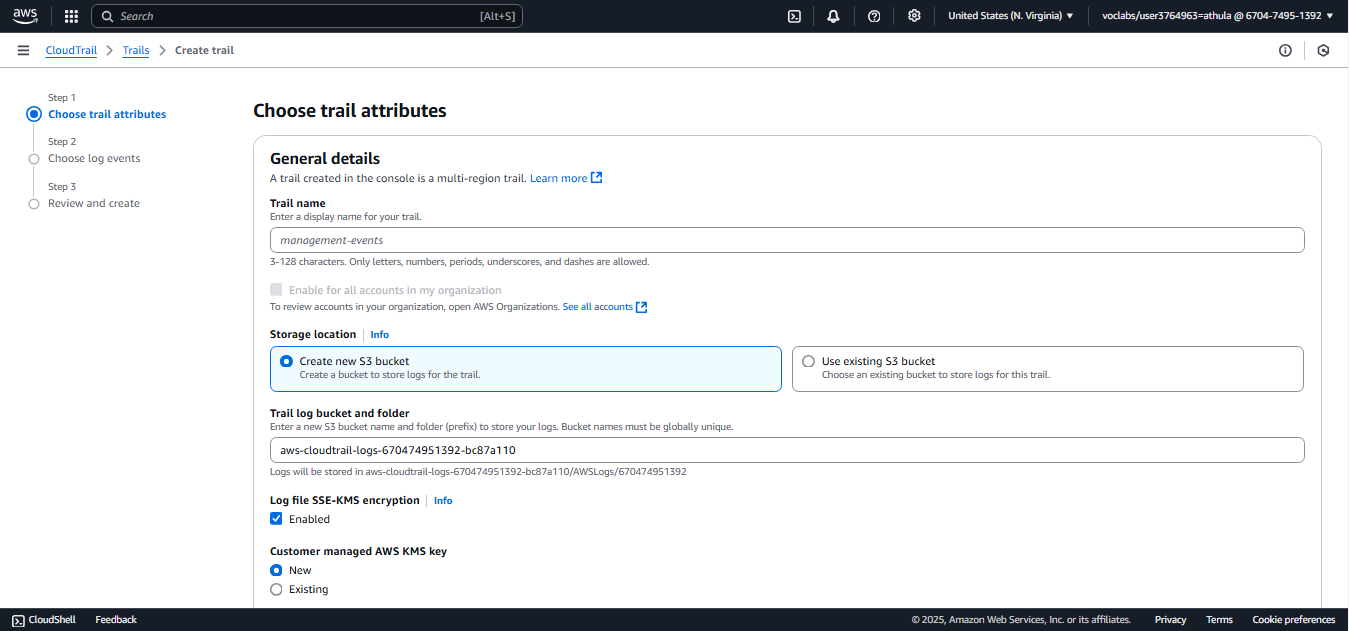 aws
Search [Alt+S]
United States (N. Virginia) voclabs/user3764963=athula @ 6704-7495-1392
CloudTrail Trails Create trail
Step 1
Choose trail attributes
Step 2
Choose log events
Step 3
Review and create
Choose trail attributes
General details
A trail created in the console is a multi-region trail. Learn more
Trail name
Enter a display name for your trail.
management-events
3-128 characters. Only letters, numbers, periods, underscores, and dashes are allowed.
Enable for all accounts in my organization
To review accounts in your organization, open AWS Organizations. See all accounts
Storage location Info
Create new S3 bucket
Create a bucket to store logs for the trail.
Use existing S3 bucket
Choose an existing bucket to store logs for this trail.
Trail log bucket and folder
Enter a new S3 bucket name and folder (prefix) to store your logs. Bucket names must be globally unique.
aws-cloudtrail-logs-670474951392-bc87a110
Logs will be stored in aws-cloudtrail-logs-670474951392-bc87a110/AWSLogs/670474951392
Log file SSE-KMS encryption Info
Enabled
Customer managed AWS KMS key
New
Existing
CloudShell Feedback © 2025, Amazon Web Services, Inc. or its affiliates. Privacy Terms Cookie preferences